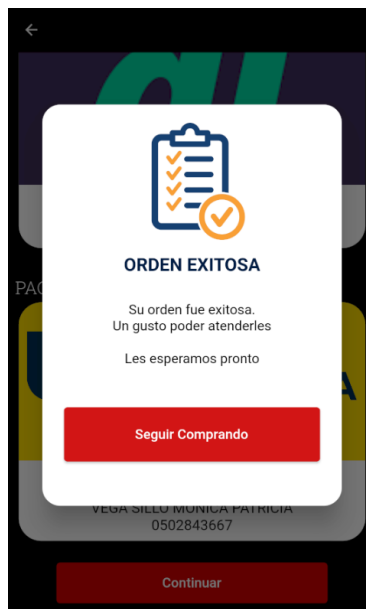 ORDEN EXITOSA
Su orden fue exitosa.
Un gusto poder atenderles
Les esperamos pronto
Seguir Comprando
VEGA SILLO MONICA PATRICIA
0502843667
Continuar